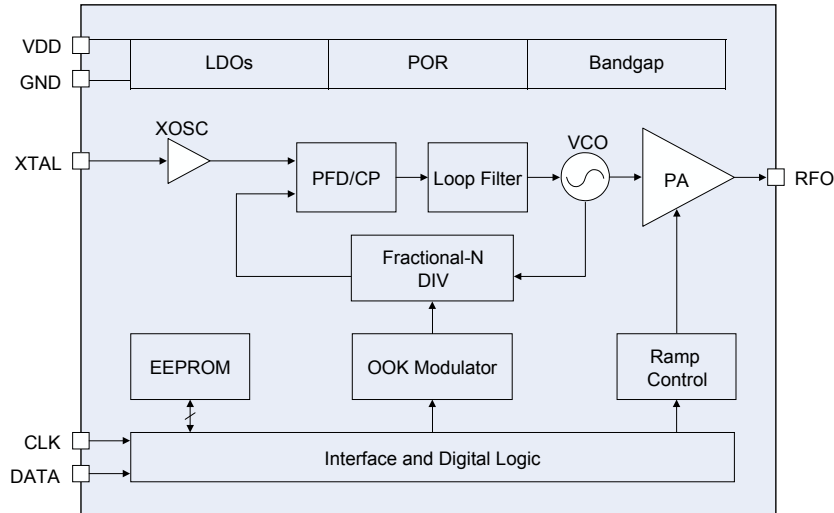 VDD
GND
LDOs
POR
Bandgap
XTAL
XOSC
PFD/CP
Loop Filter
VCO
PA
RFO
Fractional-N
DIV
EEPROM
OOK Modulator
Ramp
Control
CLK
DATA
Interface and Digital Logic